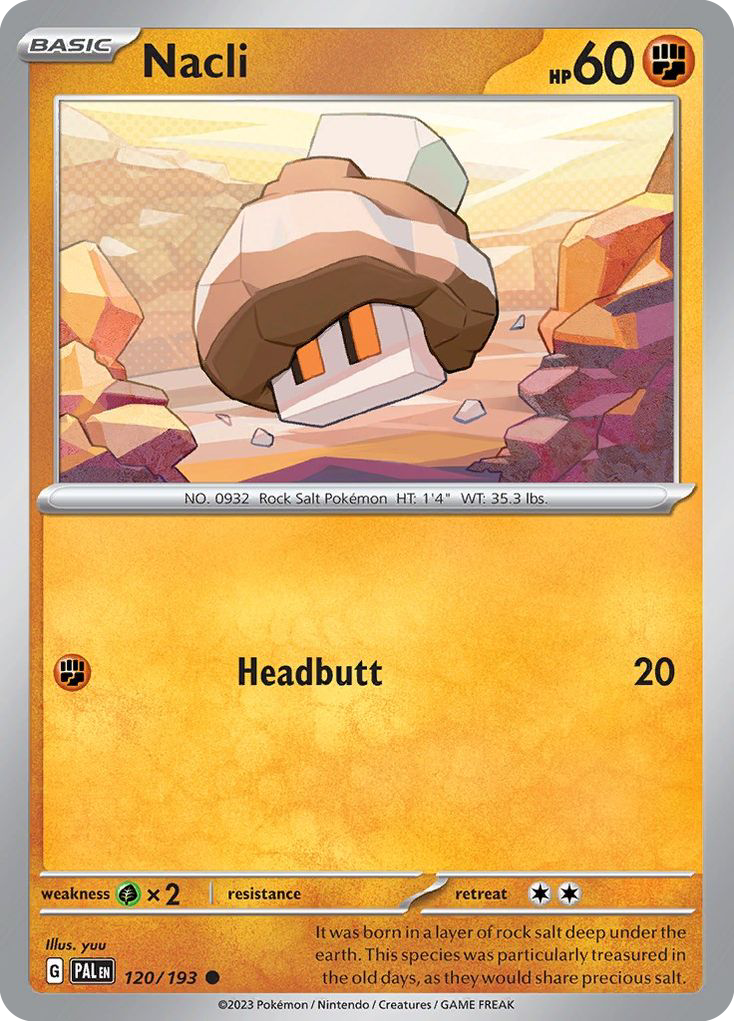 BASIC
Nacli
HP 60
NO. 0932 Rock Salt Pokémon HT: 1'4" WT: 35.3 lbs.
Headbutt 20
weakness ×2 resistance retreat
Illus. yuu
It was born in a layer of rock salt deep under the
earth. This species was particularly treasured in
the old days, as they would share precious salt.
G PAL EN 120/193
©2023 Pokémon / Nintendo / Creatures / GAME FREAK